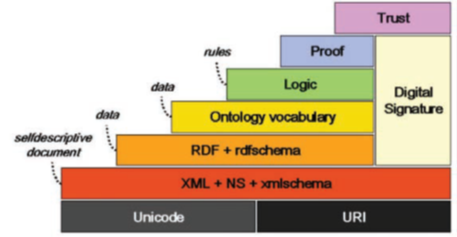 Trust
rules
Proof
data
Logic
Digital
Signature
data
Ontology vocabulary
selfdescriptive
document
RDF + rdfschema
XML + NS + xmlschema
Unicode
URI